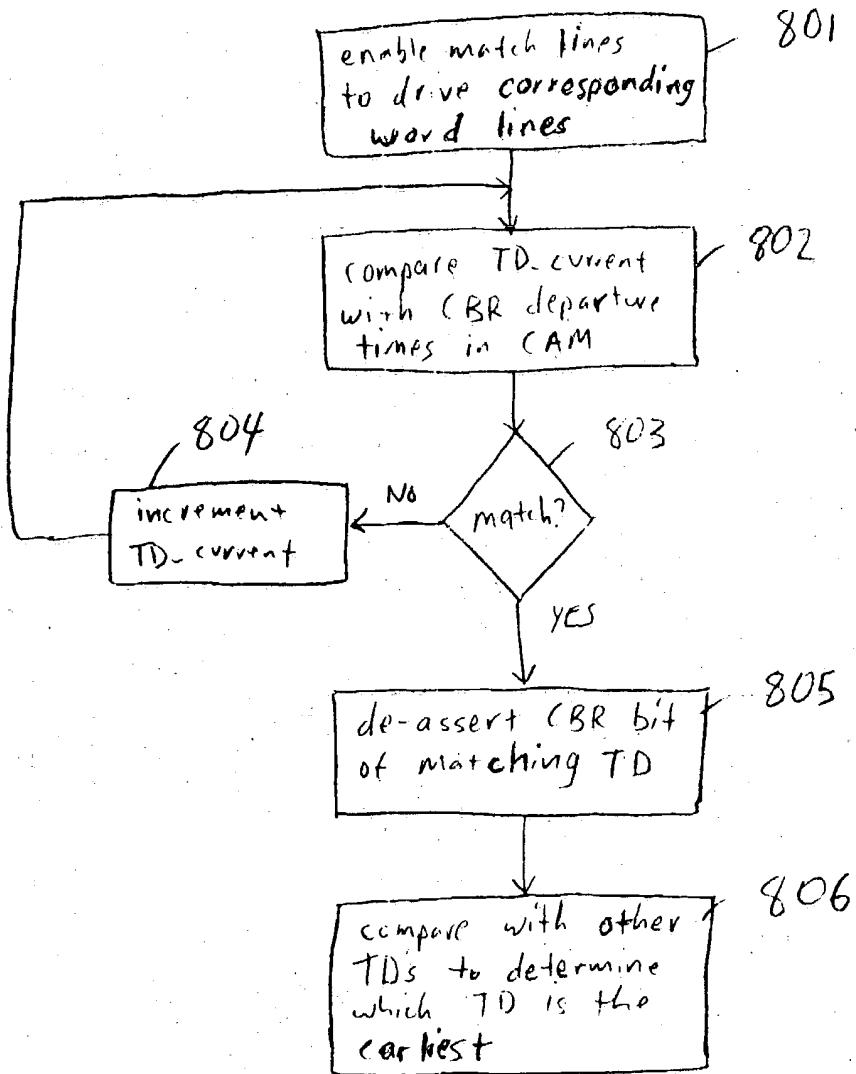 801
enable match lines
to drive corresponding
word lines
802
compare TD_current
with CBR departure
times in CAM
803
match?
No
804
increment
TD_current
YES
805
de-assert CBR bit
of matching TD
806
compare with other
TDs to determine
which TD is the
earliest